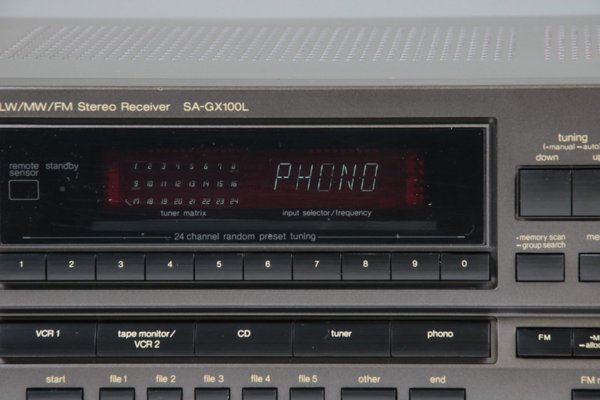 LW/MW/FM Stereo Receiver SA-GX100L
tuning
(-manual -auto)
down
remote standby
sensor
1 2 3 4 5 6 7 8
9 10 11 12 13 14 15 16
17 18 19 20 21 22 23 24
PHONO
tuner matrix
input selector/frequency
24 channel random preset tuning
-memory scan
-group search
1 2 3 4 5 6 7 8 9 0
VCR 1
tape monitor/
VCR 2
CD
tuner
phono
FM
start
file 1
file 2
file 3
file 4
file 5
other
end